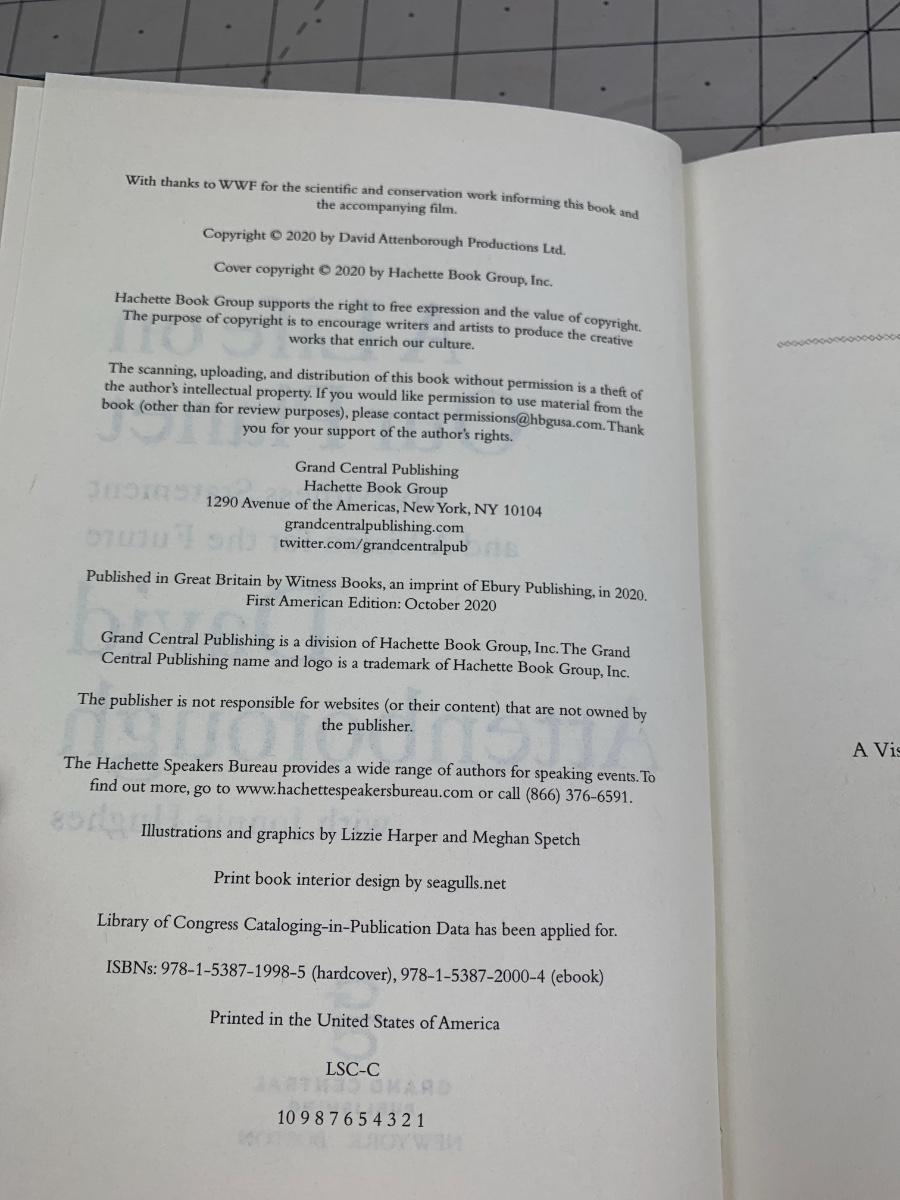 With thanks to WWF for the scientific and conservation work informing this book and
the accompanying film.
Copyright © 2020 by David Attenborough Productions Ltd.
Cover copyright © 2020 by Hachette Book Group, Inc.
Hachette Book Group supports the right to free expression and the value of copyright.
The purpose of copyright is to encourage writers and artists to produce the creative
works that enrich our culture.
The scanning, uploading, and distribution of this book without permission is a theft of
the author's intellectual property. If you would like permission to use material from the
book (other than for review purposes), please contact permissions@hbgusa.com. Thank
you for your support of the author's rights.
Grand Central Publishing
Hachette Book Group
1290 Avenue of the Americas, New York, NY 10104
grandcentralpublishing.com
twitter.com/grandcentralpub
Published in Great Britain by Witness Books, an imprint of Ebury Publishing, in 2020.
First American Edition: October 2020
Grand Central Publishing is a division of Hachette Book Group, Inc. The Grand
Central Publishing name and logo is a trademark of Hachette Book Group, Inc.
The publisher is not responsible for websites (or their content) that are not owned by
the publisher.
The Hachette Speakers Bureau provides a wide range of authors for speaking events. To
find out more, go to www.hachettespeakersbureau.com or call (866) 376-6591.
Illustrations and graphics by Lizzie Harper and Meghan Spetch
Print book interior design by seagulls.net
Library of Congress Cataloging-in-Publication Data has been applied for.
ISBNs: 978-1-5387-1998-5 (hardcover), 978-1-5387-2000-4 (ebook)
Printed in the United States of America
LSC-C
10 9 8 7 6 5 4 3 2 1
A Vis